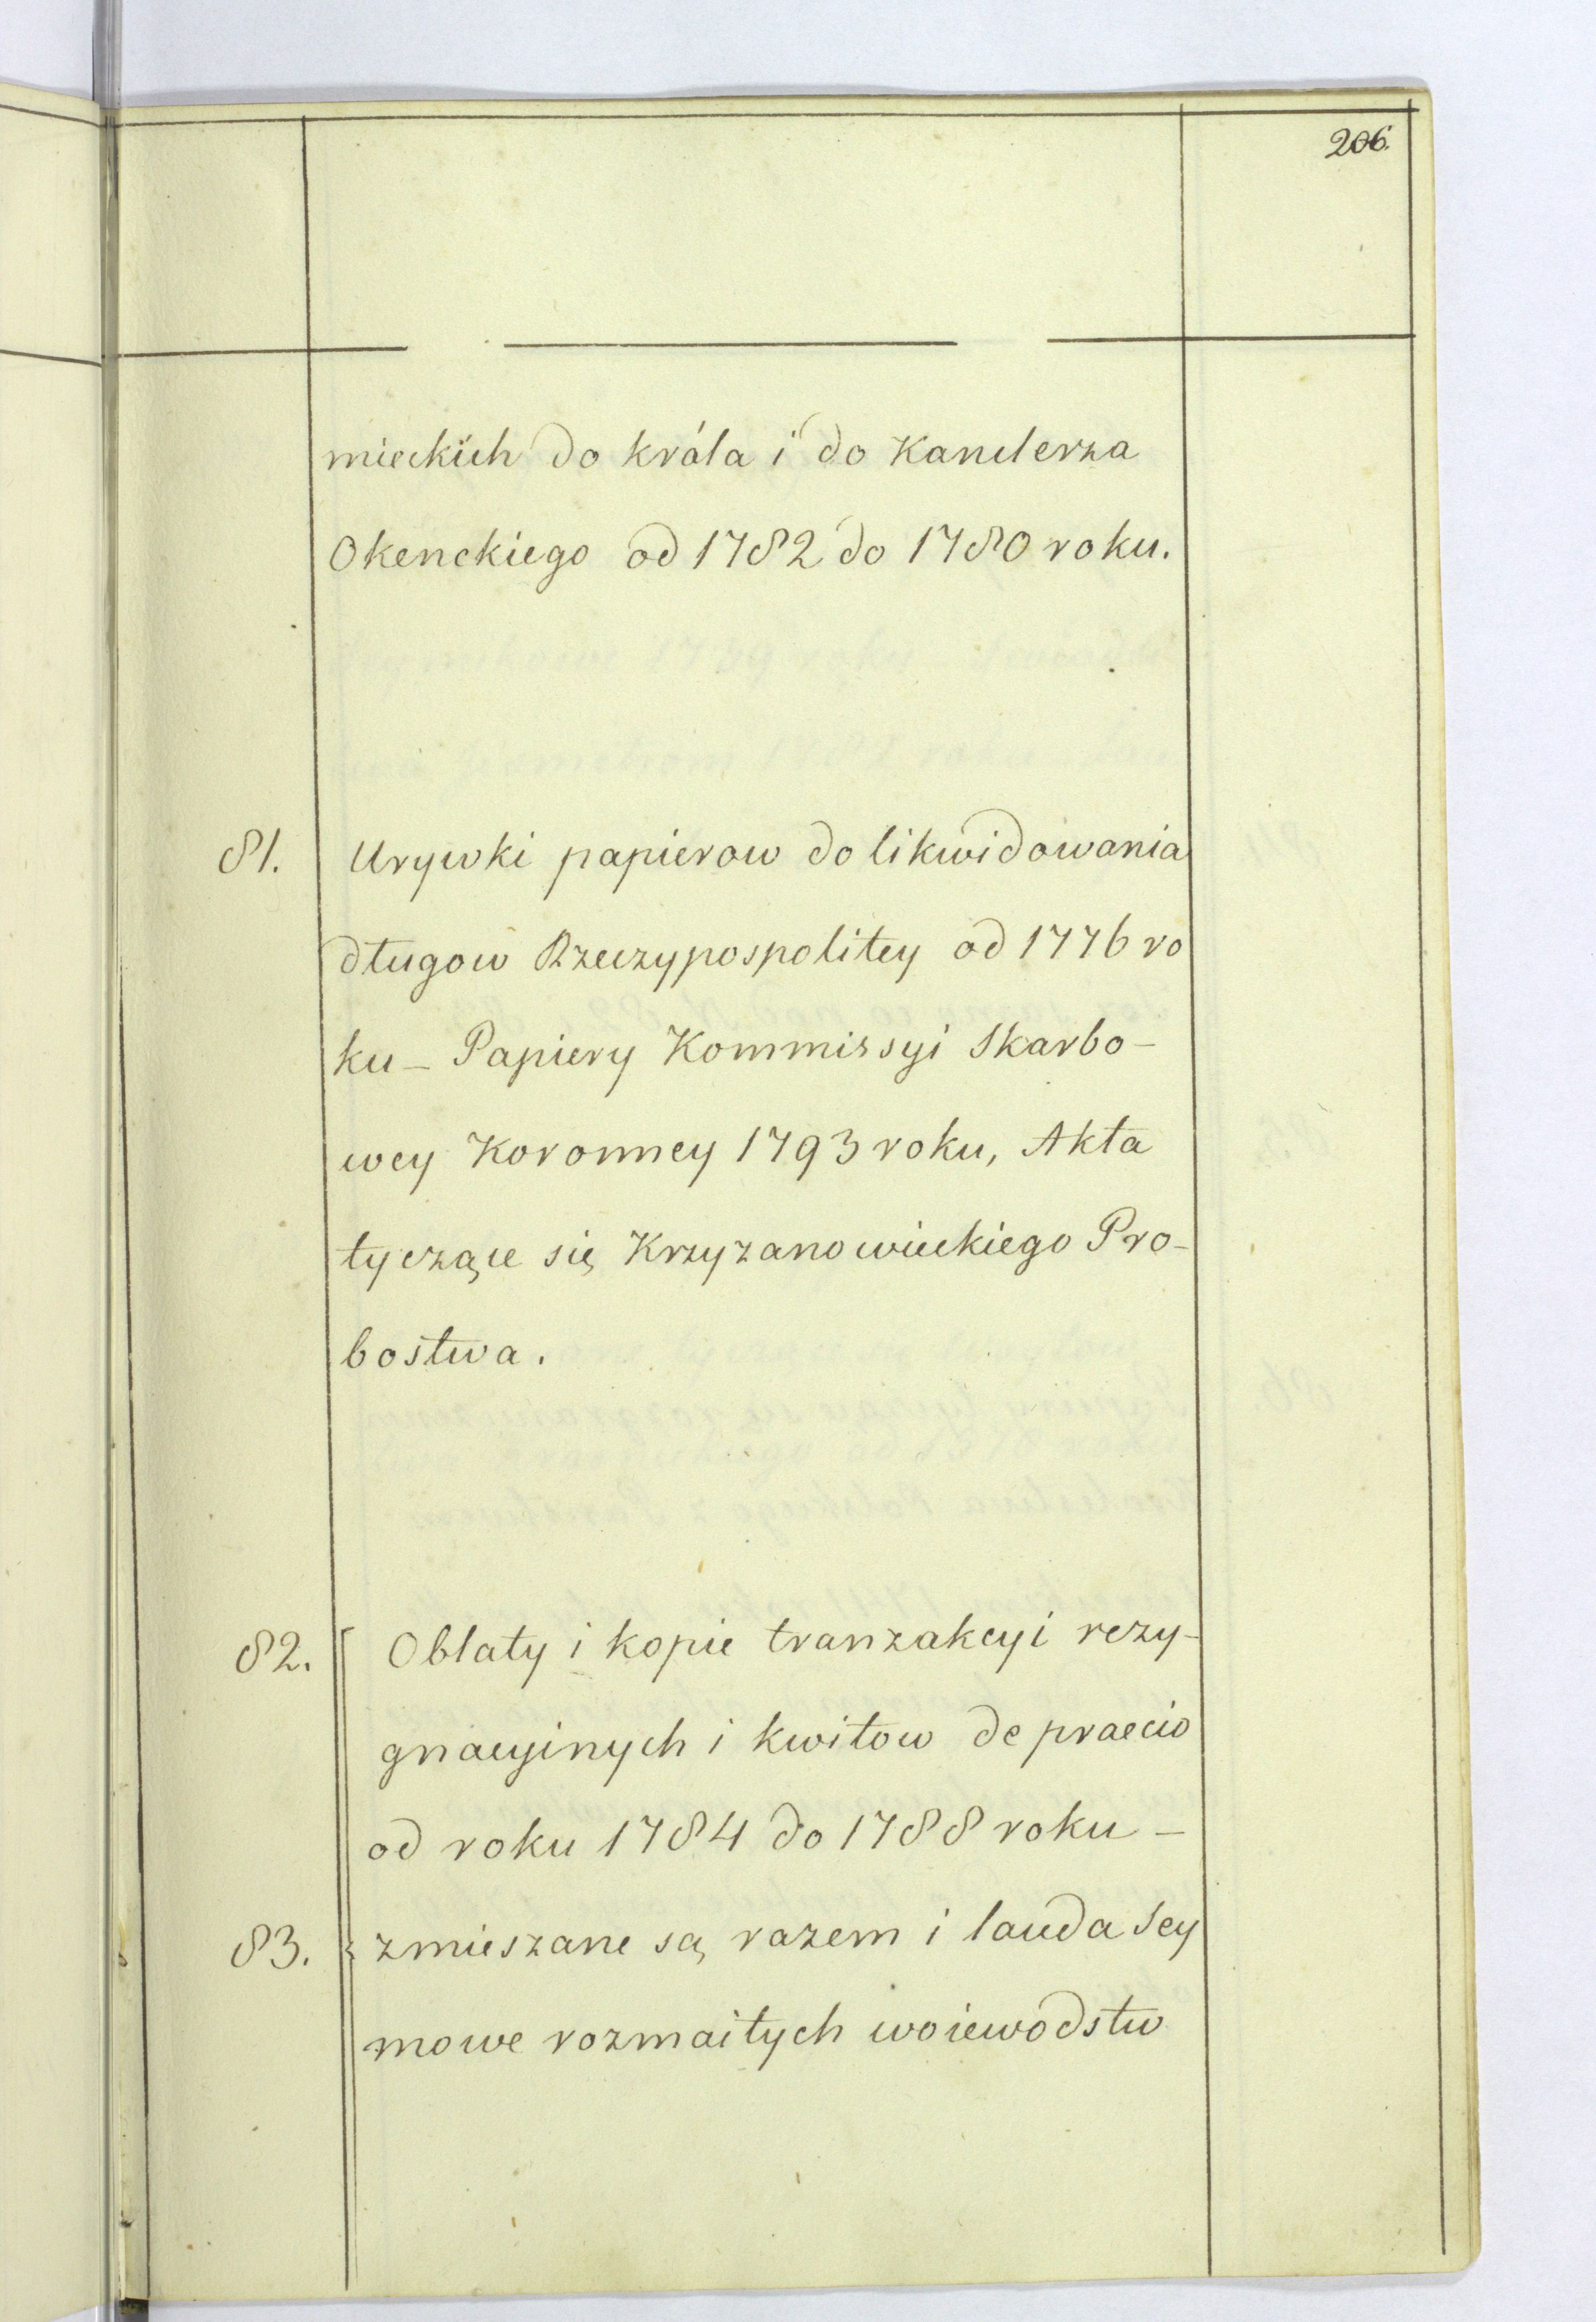 206.
mieckich do króla i do Kanclerza
Okenckiego od 1782 do 1780 roku.
81. Urywki papierow do likwidowania
długow Rzeczypospolitey od 1776 ro
ku – Papiery Kommissyi Skarbo-
wey Koronney 1793 roku, Akta
tyczące się Krzyzanowieckiego Pro-
bostwa.
82. Oblaty i kopie tranzakcyi rezy-
gnacyinych i kwitow de praecio
od roku 1784 do 1788 roku –
83. zmieszane są razem i lauda Sey
mowe rozmaitych woiewodstw